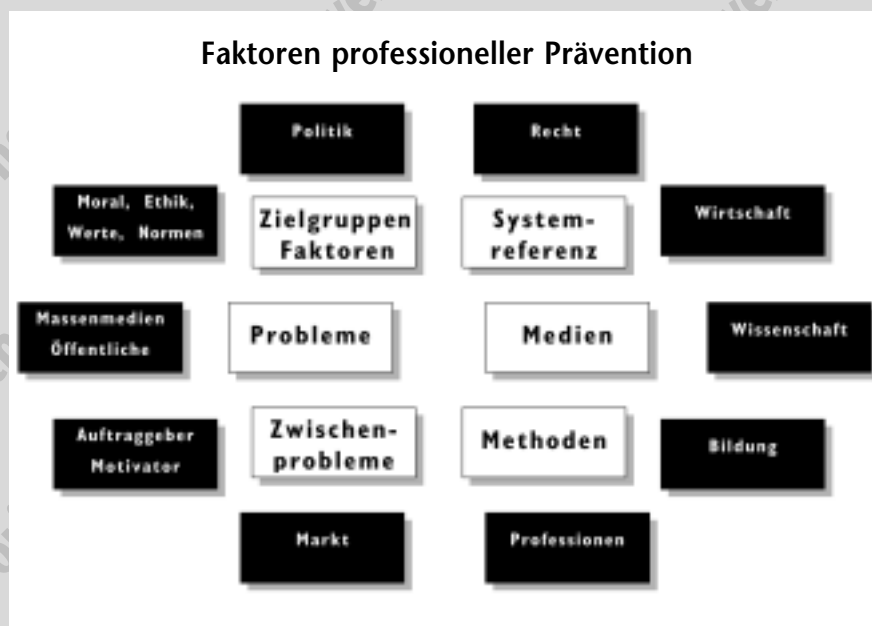 Faktoren professioneller Prävention
Politik
Recht
Moral, Ethik,
Werte, Normen
Zielgruppen
Faktoren
System-
referenz
Wirtschaft
Massenmedien
Öffentliche
Probleme
Medien
Wissenschaft
Auftraggeber
Motivator
Zwischen-
probleme
Methoden
Bildung
Markt
Professionen